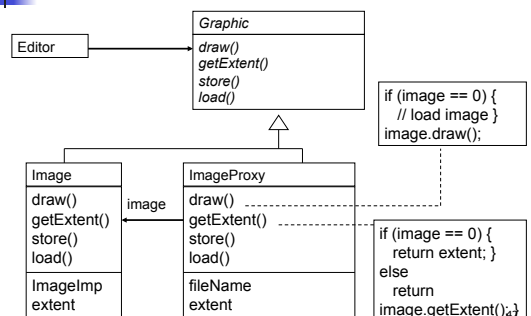 Graphic
Editor
draw()
getExtent()
store()
load()
if (image == 0) {
// load image }
image.draw();
Image
draw()
getExtent()
store()
load()
ImageImp
extent
image
ImageProxy
draw()
getExtent()
store()
load()
fileName
extent
if (image == 0) {
return extent; }
else
return
image.getExtent(); }